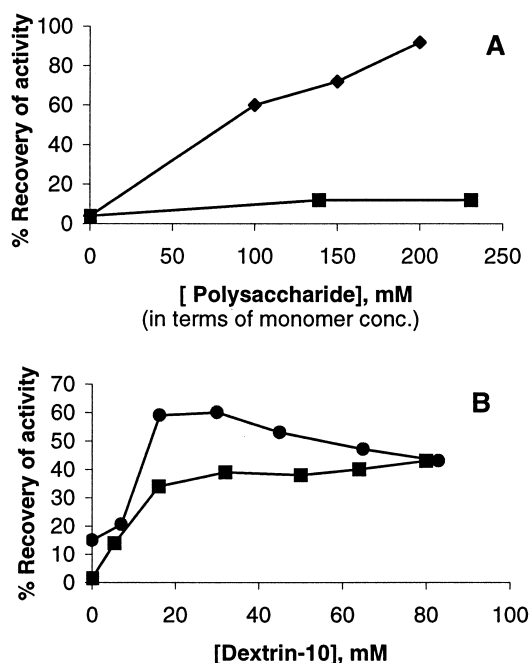 100
A
80
60
40
20
0
% Recovery of activity
0 50 100 150 200 250
[ Polysaccharide], mM
(in terms of monomer conc.)
70
B
60
50
40
30
20
10
0
% Recovery of activity
0 20 40 60 80 100
[Dextrin-10], mM